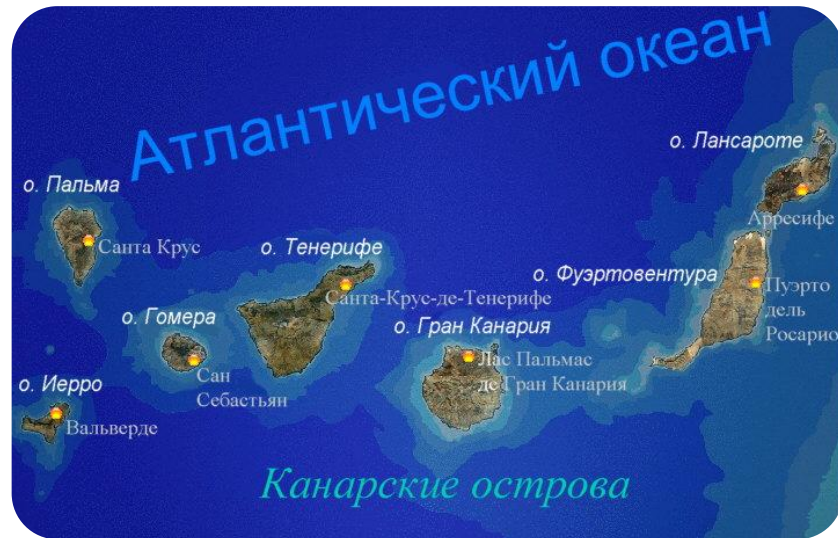 Атлантический океан
о. Лансароте
о. Пальма
Арресифе
Санта Крус
о. Тенерифе
о. Фуэртовентура
Пуэрто
дель
Росарио
Санта-Крус-де-Тенерифе
о. Гомера
о. Гран Канария
Лас Пальмас
де Гран Канария
Сан
Себастьян
о. Иерро
Вальверде
Канарские острова